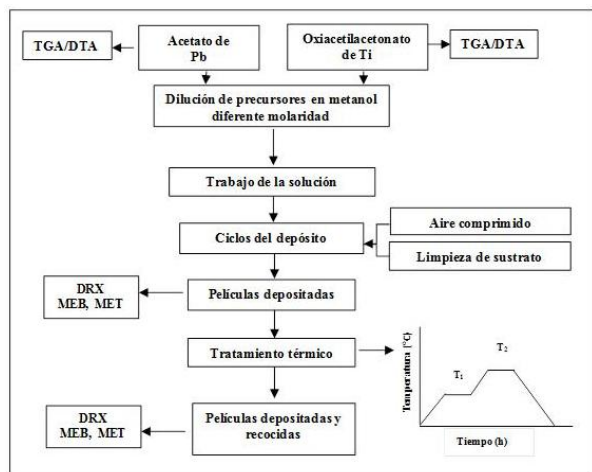 TGA/DTA
Acetato de
Pb
Oxiacetilacetonato
de Ti
TGA/DTA
Dilución de precursores en metanol
diferente molaridad
Trabajo de la solución
Ciclos del depósito
Aire comprimido
Limpieza de sustrato
DRX
MEB, MET
Películas depositadas
Tratamiento térmico
Temperatura (°C)
T₁
T₂
Tiempo (h)
DRX
MEB, MET
Películas depositadas y
recocidas